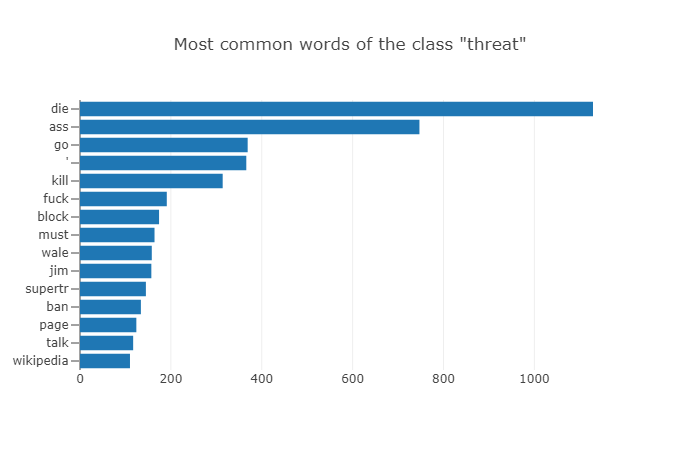 Most common words of the class "threat"
die
ass
go
'
kill
fuck
block
must
wale
jim
supertr
ban
page
talk
wikipedia
0 200 400 600 800 1000